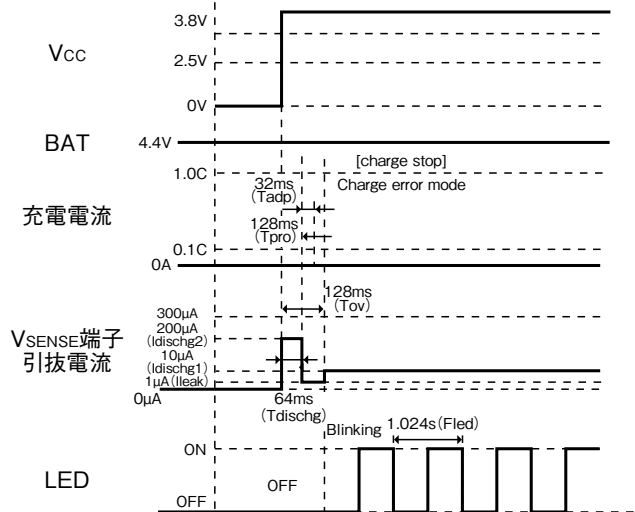 3.8V
Vcc
2.5V
0V
BAT
4.4V
[charge stop]
1.0C
32ms
(Tadp)
Charge error mode
充電電流
128ms
(Tpro)
0.1C
0A
128ms
(Tov)
300μA
200μA
(Idischg2)
VSENSE端子
引抜電流
10μA
(Idischg1)
1μA(Ileak)
0μA
64ms
(Tdischg)
Blinking
1.024s(Fled)
ON
LED
OFF
OFF